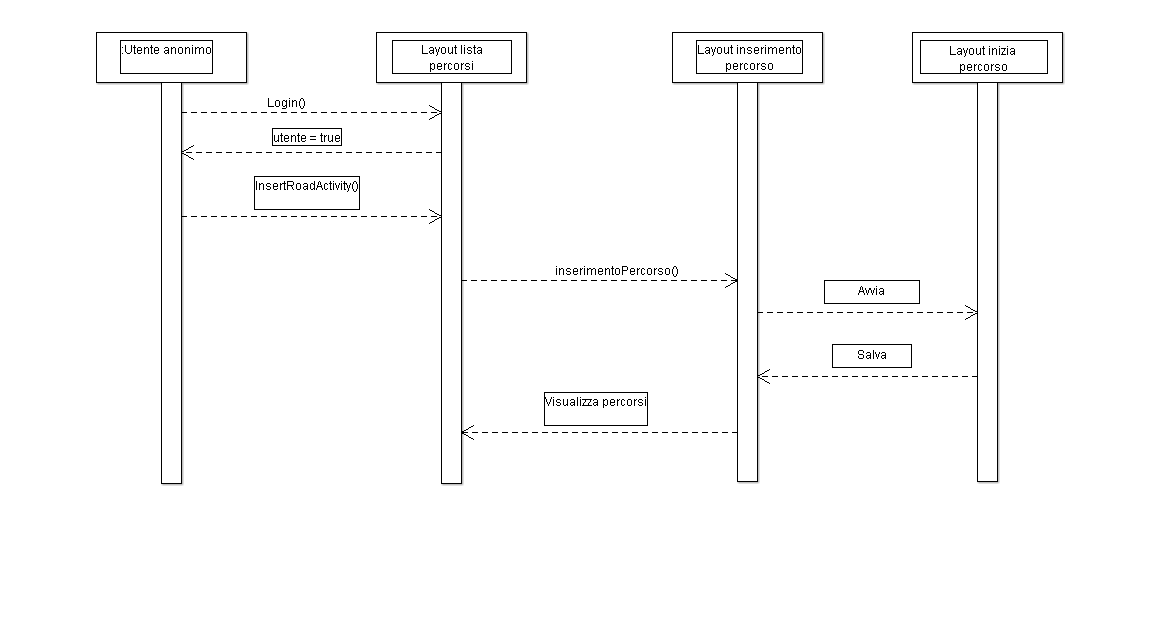 :Utente anonimo
Layout lista
percorsi
Layout inserimento
percorso
Layout inizia
percorso
Login()
utente = true
InsertRoadActivity()
inserimentoPercorso()
Avvia
Salva
Visualizza percorsi